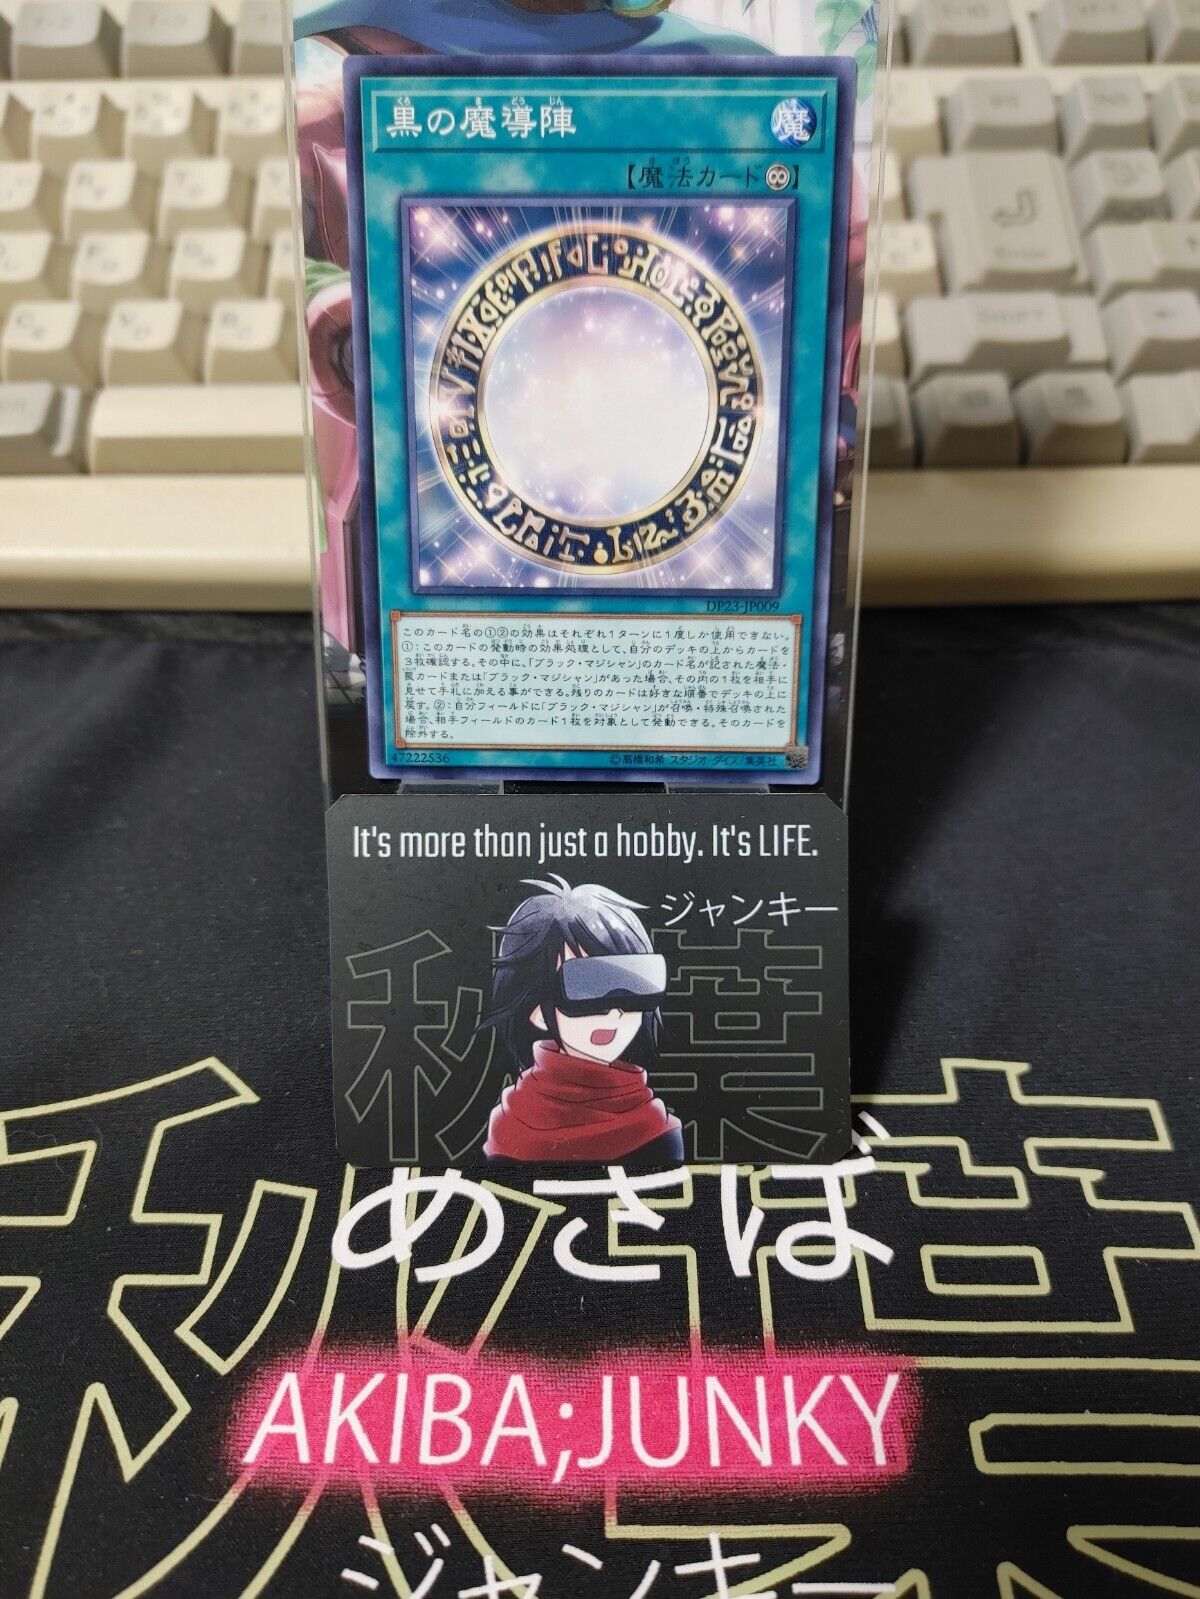 黒の魔導陣
魔
【魔法カード】
DP23-JP009
このカード名の①②の効果はそれぞれ1ターンに1度しか使用できない。
①:このカードの発動時の効果処理として、自分のデッキの上からカードを
3枚確認する。その中に、「ブラック・マジシャン」のカード名が記された魔法・
罠カードまたは「ブラック・マジシャン」があった場合、その内の1枚を相手に
見せて手札に加える事ができる。残りのカードは好きな順番でデッキの上に
戻す。②:自分フィールドに「ブラック・マジシャン」が召喚・特殊召喚された
場合、相手フィールドのカード1枚を対象として発動できる。そのカードを
除外する。
47222536 ©高橋和希 スタジオ・ダイス/集英社
It's more than just a hobby. It's LIFE.
ジャンキー
秋葉
めさば
秋葉
AKIBA;JUNKY
ジャンキー